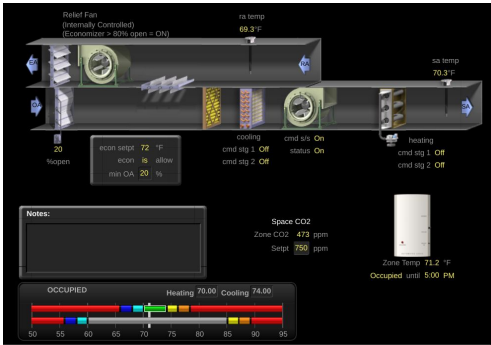 Relief Fan
(Internally Controlled)
(Economizer > 80% open = ON)
ra temp
69.3°F
sa temp
70.3°F
EA
RA
OA
SA
20
%open
econ setpt 72 °F
econ is allow
min OA 20 %
cooling
cmd stg 1 Off
cmd stg 2 Off
cmd s/s On
status On
heating
cmd stg 1 Off
cmd stg 2 Off
Notes:
Space CO2
Zone CO2 473 ppm
Setpt 750 ppm
Zone Temp 71.2 °F
Occupied until 5:00 PM
OCCUPIED Heating 70.00 Cooling 74.00
50 55 60 65 70 75 80 85 90 95